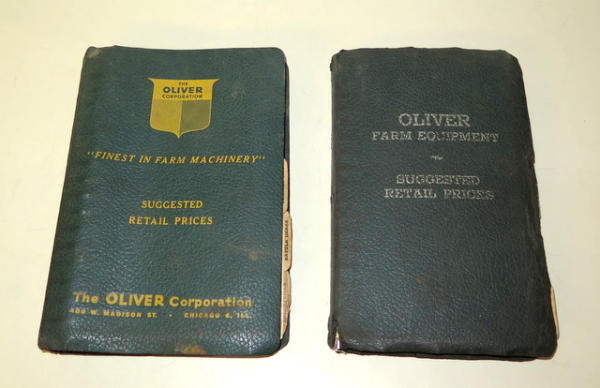 THE
OLIVER
CORPORATION
"FINEST IN FARM MACHINERY"
SUGGESTED
RETAIL PRICES
The OLIVER Corporation
400 W. MADISON ST. - CHICAGO 6, ILL.
OLIVER
FARM EQUIPMENT
SUGGESTED
RETAIL PRICES